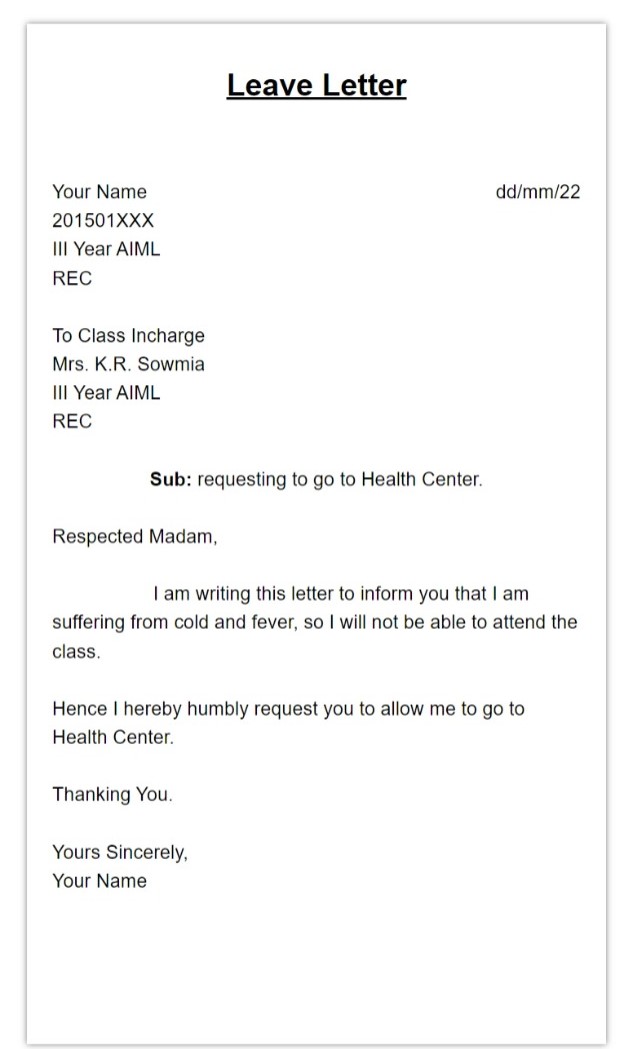 Leave Letter
Your Name dd/mm/22
201501XXX
III Year AIML
REC
To Class Incharge
Mrs. K.R. Sowmia
III Year AIML
REC
Sub: requesting to go to Health Center.
Respected Madam,
I am writing this letter to inform you that I am
suffering from cold and fever, so I will not be able to attend the
class.
Hence I hereby humbly request you to allow me to go to
Health Center.
Thanking You.
Yours Sincerely,
Your Name